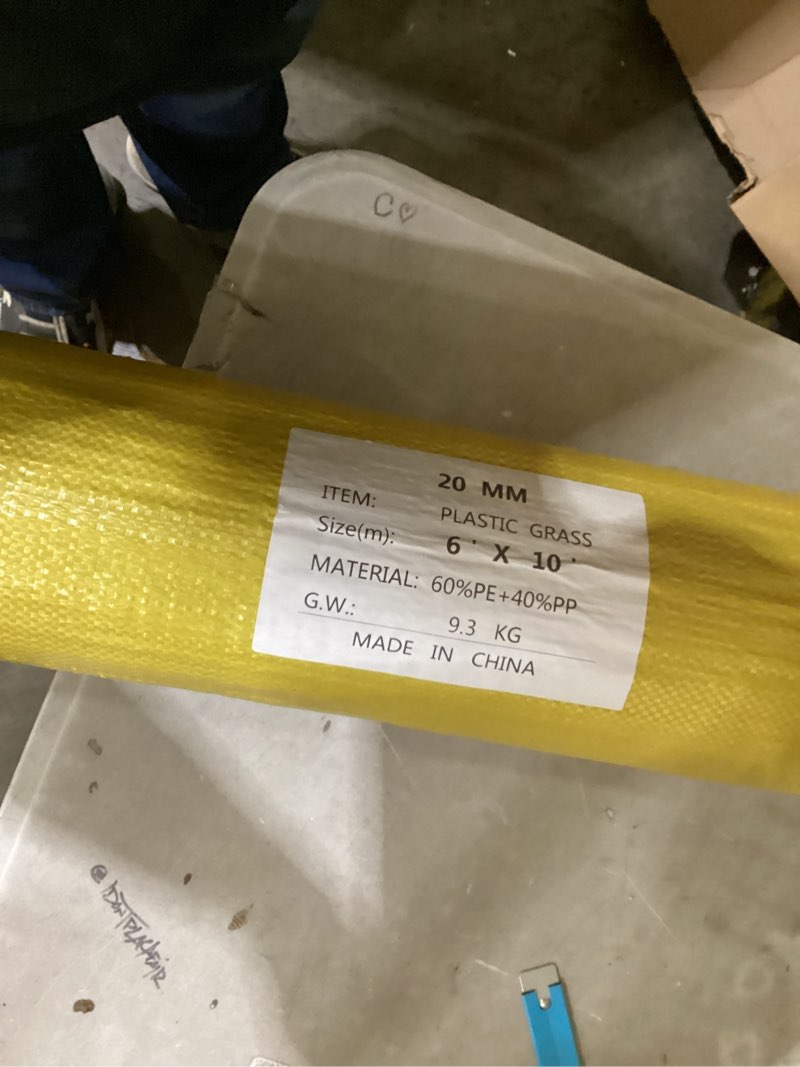 C♡
20 MM
ITEM: PLASTIC GRASS
Size(m): 6 ' X 10 '
MATERIAL: 60%PE+40%PP
G.W.: 9.3 KG
MADE IN CHINA